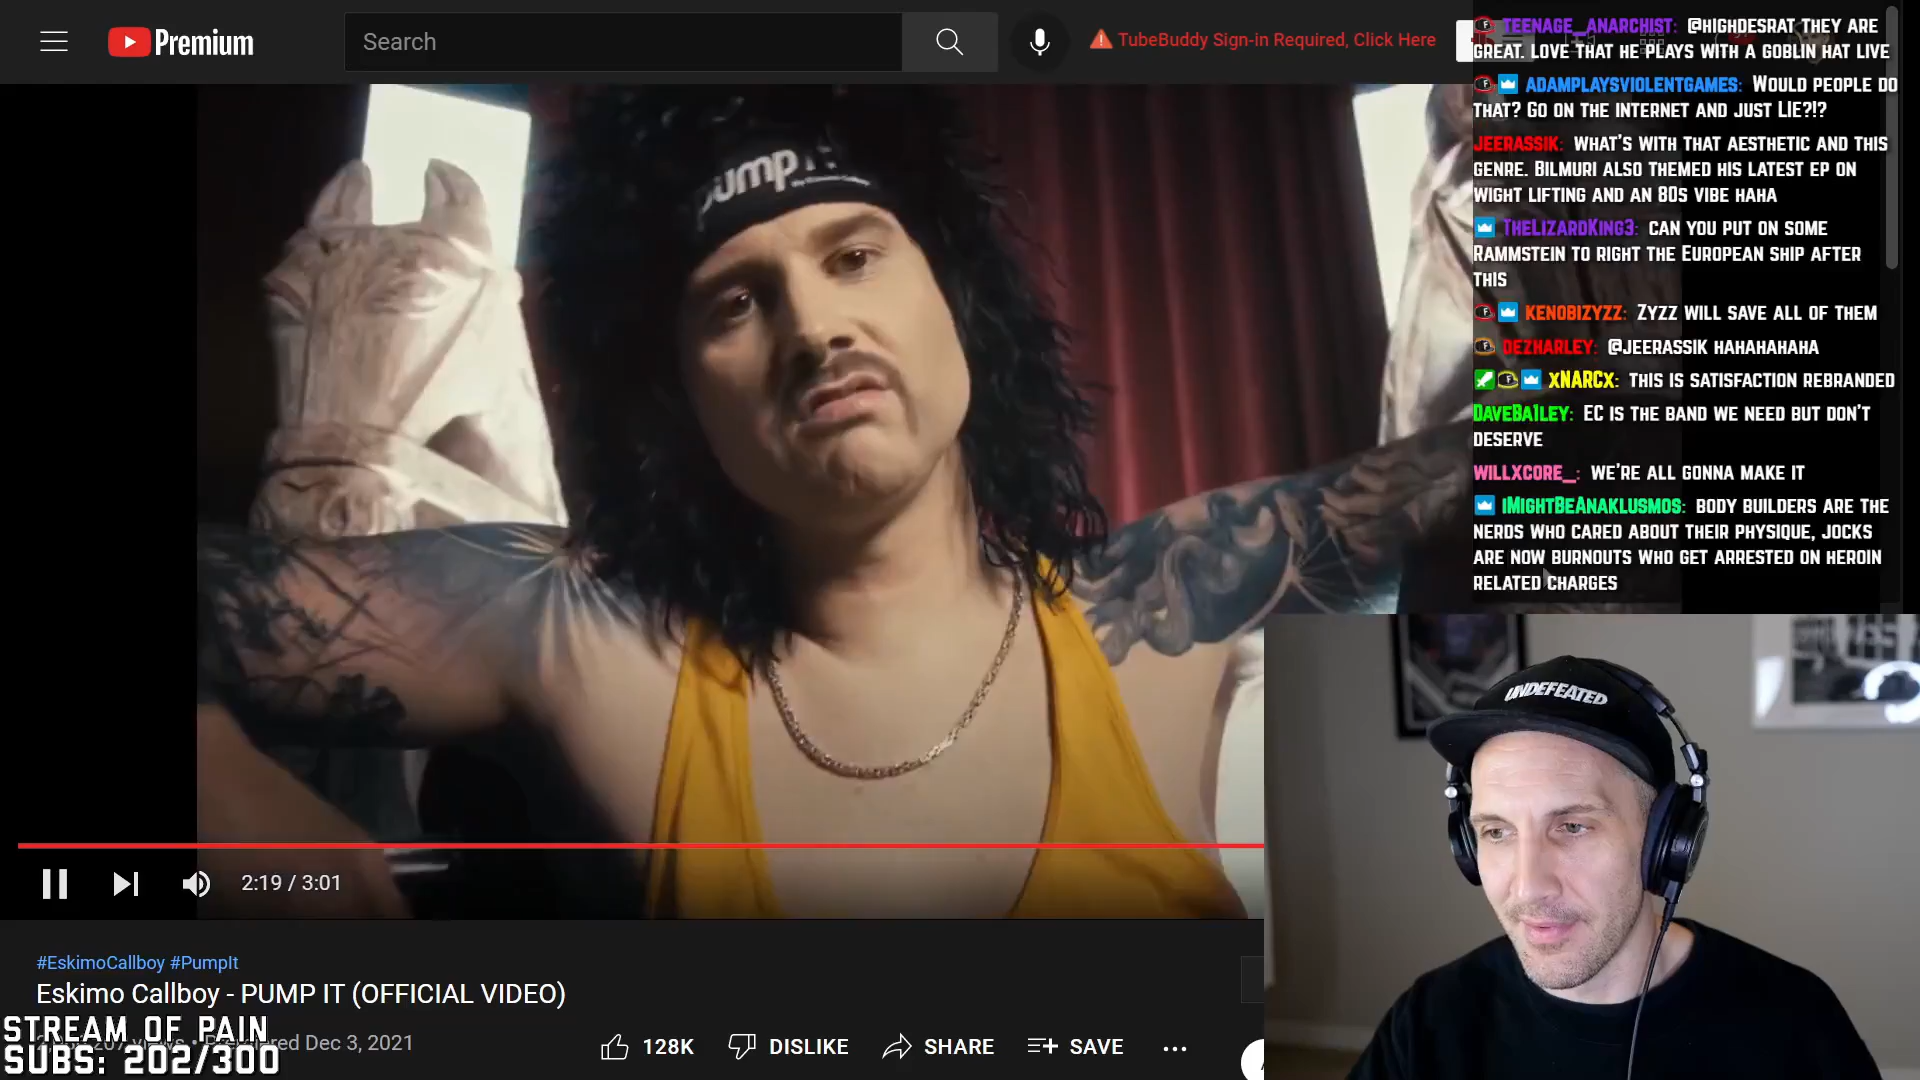 Premium
Search
TubeBuddy Sign-in Required, Click Here
TEENAGE_ANARCHIST: @HIGHDESRAT THEY ARE
GREAT. LOVE THAT HE PLAYS WITH A GOBLIN HAT LIVE
ADAMPLAYSVIOLENTGAMES: WOULD PEOPLE DO
THAT? GO ON THE INTERNET AND JUST LIE?!?
JEERASSIK: WHAT'S WITH THAT AESTHETIC AND THIS
GENRE. BILMURI ALSO THEMED HIS LATEST EP ON
WIGHT LIFTING AND AN 80S VIBE HAHA
THELIZARDKING3: CAN YOU PUT ON SOME
RAMMSTEIN TO RIGHT THE EUROPEAN SHIP AFTER
THIS
KENOBIZYZZ: ZYZZ WILL SAVE ALL OF THEM
DEZHARLEY: @JEERASSIK HAHAHAHAHA
XNARCX: THIS IS SATISFACTION REBRANDED
DAVEBA1LEY: EC IS THE BAND WE NEED BUT DON'T
DESERVE
WILLXCORE_: WE'RE ALL GONNA MAKE IT
IMIGHTBEANAKLUSMOS: BODY BUILDERS ARE THE
NERDS WHO CARED ABOUT THEIR PHYSIQUE, JOCKS
ARE NOW BURNOUTS WHO GET ARRESTED ON HEROIN
RELATED CHARGES
UNDEFEATED
2:19 / 3:01
#EskimoCallboy #PumpIt
Eskimo Callboy - PUMP IT (OFFICIAL VIDEO)
STREAM OF PAIN
Dec 3, 2021
SUBS: 202/300
128K
DISLIKE
SHARE
SAVE